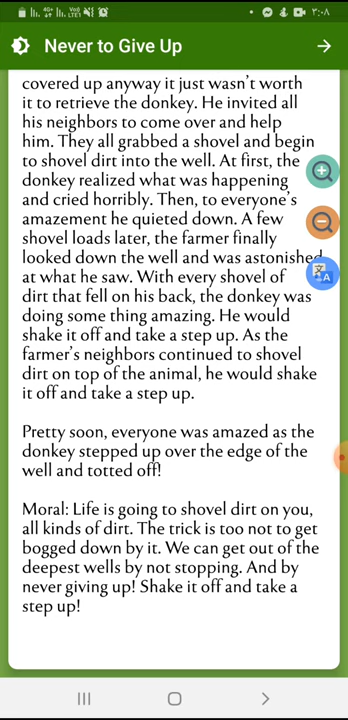 4G+ Vo) LTE1 ٣:٠٨
Never to Give Up
covered up anyway it just wasn't worth
it to retrieve the donkey. He invited all
his neighbors to come over and help
him. They all grabbed a shovel and begin
to shovel dirt into the well. At first, the
donkey realized what was happening
and cried horribly. Then, to everyone's
amazement he quieted down. A few
shovel loads later, the farmer finally
looked down the well and was astonished
at what he saw. With every shovel of
dirt that fell on his back, the donkey was
doing some thing amazing. He would
shake it off and take a step up. As the
farmer's neighbors continued to shovel
dirt on top of the animal, he would shake
it off and take a step up.
Pretty soon, everyone was amazed as the
donkey stepped up over the edge of the
well and totted off!
Moral: Life is going to shovel dirt on you,
all kinds of dirt. The trick is too not to get
bogged down by it. We can get out of the
deepest wells by not stopping. And by
never giving up! Shake it off and take a
step up!